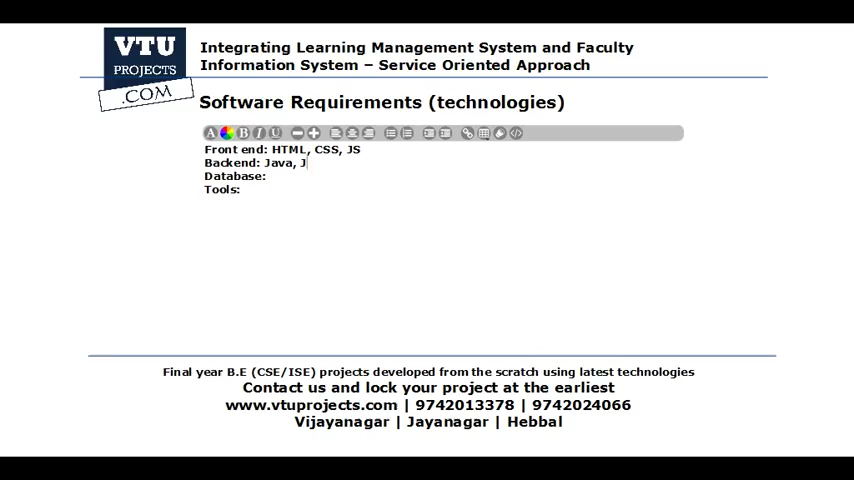 VTU
PROJECTS
.COM
Integrating Learning Management System and Faculty
Information System – Service Oriented Approach
Software Requirements (technologies)
A B I U
Front end: HTML, CSS, JS
Backend: Java, J
Database:
Tools:
Final year B.E (CSE/ISE) projects developed from the scratch using latest technologies
Contact us and lock your project at the earliest
www.vtuprojects.com | 9742013378 | 9742024066
Vijayanagar | Jayanagar | Hebbal